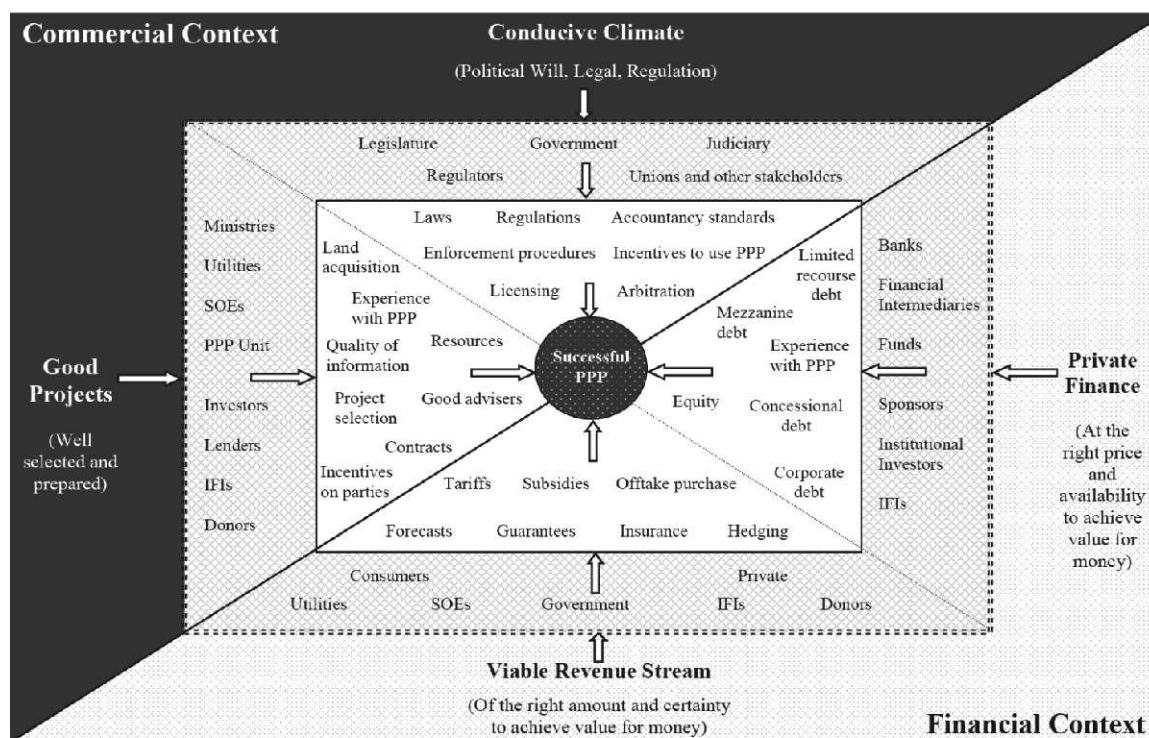 Commercial Context
Conducive Climate
(Political Will, Legal, Regulation)
Legislature
Government
Judiciary
Regulators
Unions and other stakeholders
Laws
Regulations
Accountancy standards
Enforcement procedures
Incentives to use PPP
Licensing
Arbitration
Good
Projects
(Well
selected and
prepared)
Ministries
Utilities
SOEs
PPP Unit
Investors
Lenders
IFIs
Donors
Land
acquisition
Experience
with PPP
Quality of
information
Resources
Project
selection
Good advisers
Contracts
Incentives
on parties
Successful
PPP
Limited
recourse
debt
Mezzanine
debt
Experience
with PPP
Equity
Concessional
debt
Corporate
debt
Banks
Financial
Intermediaries
Funds
Sponsors
Institutional
Investors
IFIs
Private
Finance
(At the
right price
and
availability
to achieve
value for
money)
Tariffs
Subsidies
Offtake purchase
Forecasts
Guarantees
Insurance
Hedging
Consumers
Private
Utilities
SOEs
Government
IFIs
Donors
Viable Revenue Stream
(Of the right amount and certainty
to achieve value for money)
Financial Context